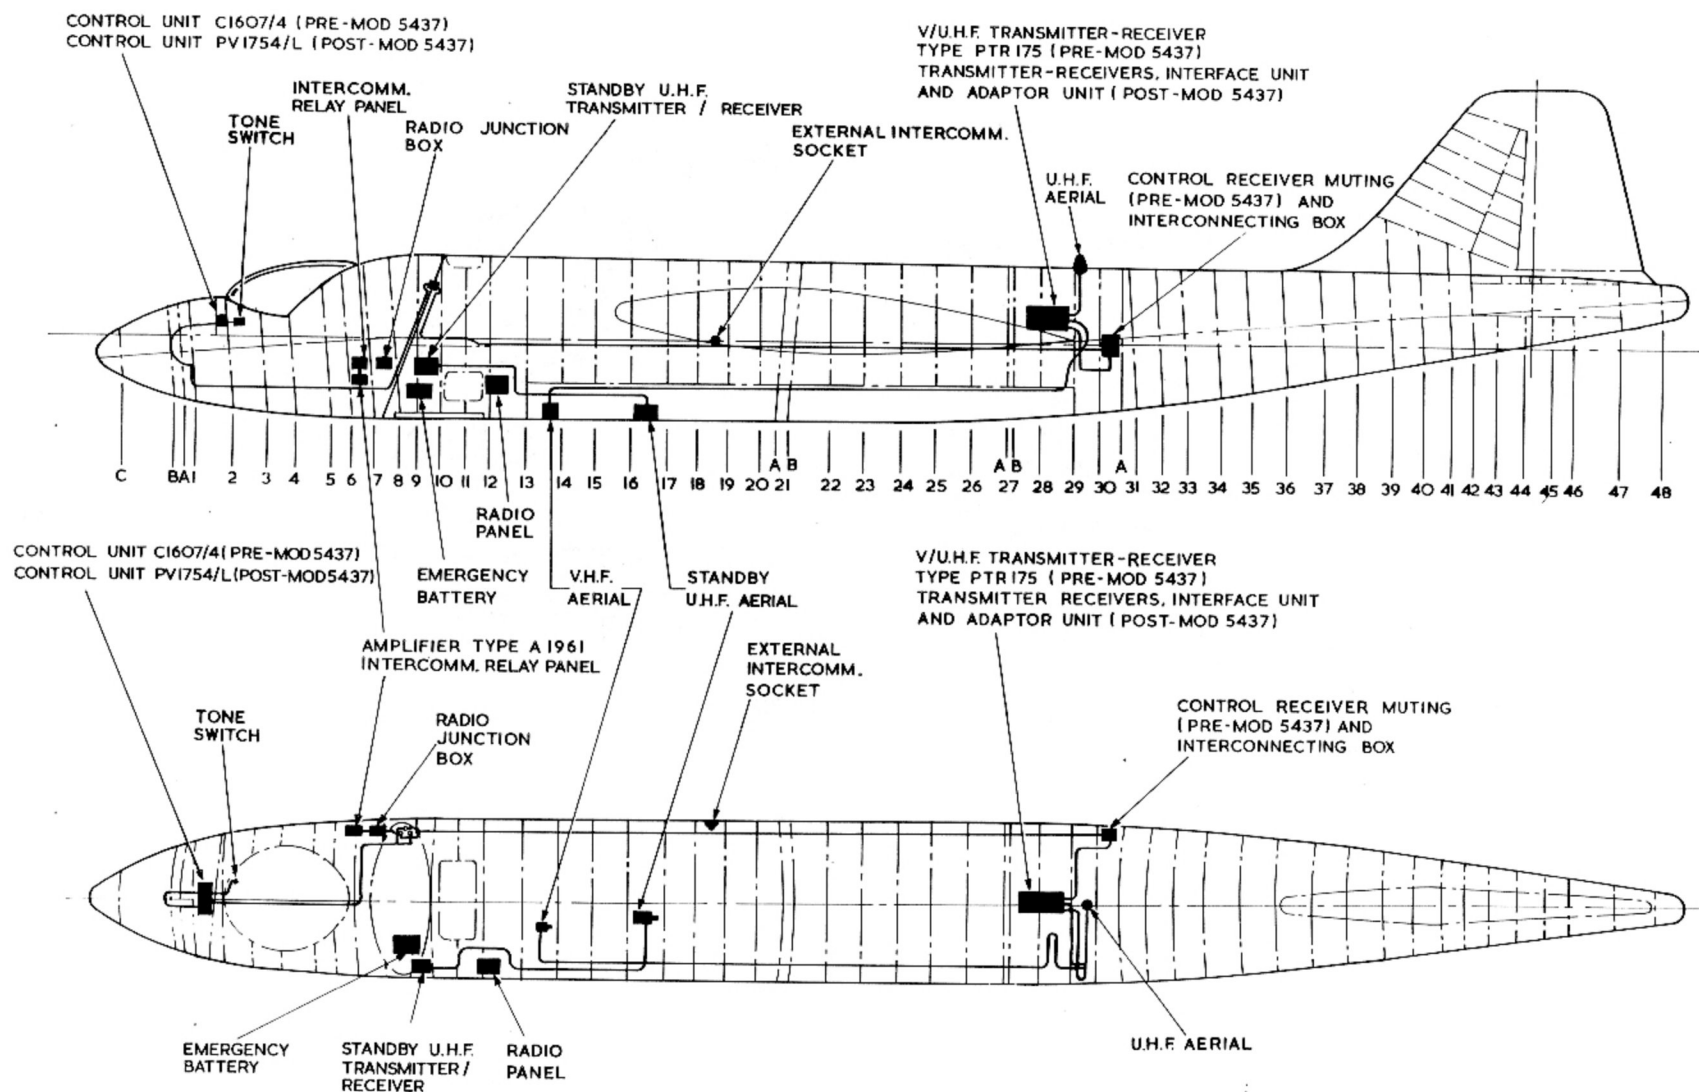 CONTROL UNIT C1607/4 (PRE-MOD 5437)
CONTROL UNIT PV1754/L (POST-MOD 5437)
INTERCOMM.
RELAY PANEL
TONE
SWITCH
RADIO JUNCTION
BOX
STANDBY U.H.F.
TRANSMITTER / RECEIVER
EXTERNAL INTERCOMM.
SOCKET
V/U.H.F. TRANSMITTER-RECEIVER
TYPE PTR 175 (PRE-MOD 5437)
TRANSMITTER-RECEIVERS, INTERFACE UNIT
AND ADAPTOR UNIT (POST-MOD 5437)
U.H.F.
AERIAL
CONTROL RECEIVER MUTING
(PRE-MOD 5437) AND
INTERCONNECTING BOX
C B A 1 2 3 4 5 6 7 8 9 10 11 12 13 14 15 16 17 18 19 20 A B 21 22 23 24 25 26 A B 27 28 29 30 A 31 32 33 34 35 36 37 38 39 40 41 42 43 44 45 46 47 48
RADIO
PANEL
CONTROL UNIT C1607/4 (PRE-MOD 5437)
CONTROL UNIT PV1754/L (POST-MOD 5437)
EMERGENCY
BATTERY
V.H.F.
AERIAL
STANDBY
U.H.F. AERIAL
V/U.H.F. TRANSMITTER-RECEIVER
TYPE PTR 175 (PRE-MOD 5437)
TRANSMITTER RECEIVERS, INTERFACE UNIT
AND ADAPTOR UNIT (POST-MOD 5437)
AMPLIFIER TYPE A 1961
INTERCOMM. RELAY PANEL
EXTERNAL
INTERCOMM.
SOCKET
TONE
SWITCH
RADIO
JUNCTION
BOX
CONTROL RECEIVER MUTING
(PRE-MOD 5437) AND
INTERCONNECTING BOX
EMERGENCY
BATTERY
STANDBY U.H.F.
TRANSMITTER /
RECEIVER
RADIO
PANEL
U.H.F. AERIAL